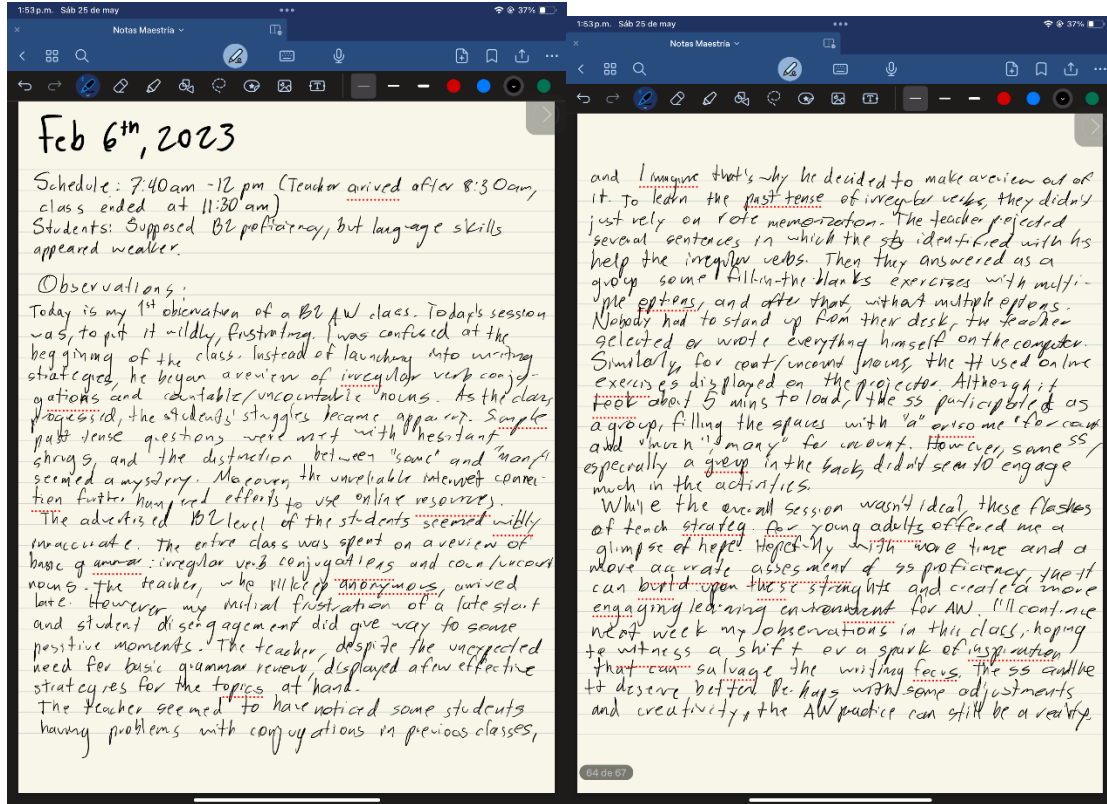 1:53 p.m. Sáb 25 de may
37%
Notas Maestría
Feb 6th, 2023
Schedule: 7:40am - 12 pm (Teacher arived after 8:30am,
class ended at 11:30 am)
Students: Supposed B2 proficiency, but language skills
appeared weaker.
Observations:
Today is my 1st observation of a B2 AW class. Today's session
was, to put it mildly, frustrating. I was confused at the
beggining of the class. Instead of launching into writing
strategies, he began a review of irregular verb conju-
gations and countable/uncountable nouns. As the class
progressed, the students' struggles became apparent. Simple
past tense questions were met with hesitant
shrugs, and the distinction between "some" and "many"
seemed a mystery. Moreover, the unreliable internet connec-
tion further hampered efforts to use online resources.
The advertized B2 level of the students seemed wildly
innaccurate. The entire class was spent on a review of
basic grammar: irregular verb conjugations and coun/uncount
nouns. The teacher, who I'll keep anonymous, arrived
late. However my initial frustration of a late start
and student disengagement did give way to some
positive moments. The teacher, despite the unexpected
need for basic grammar review, displayed a few effective
strategies for the topics at hand.
The teacher seemed to have noticed some students
having problems with conjugations in previous classes,
1:53 p.m. Sáb 25 de may
37%
Notas Maestría
and I imagine that's why he decided to make a review out of
it. To learn the past tense of irregular verbs, they didn't
just rely on rote memorization. The teacher projected
several sentences in which the sts identified with his
help the irregular verbs. Then they answered as a
group some fill-in-the-blanks exercises with multi-
ple options, and after that, without multiple options.
Nobody had to stand up from their desk, the teacher
selected or wrote everything himself on the computer.
Similarly, for count/uncount nouns, the tt used online
exercises displayed on the projector. Although it
took about 5 mins to load, the ss participated as
a group, filling the spaces with "a" or "some" for count
and "much", "many" for uncount. However, some ss,
especially a group in the back, didn't seem to engage
much in the activities.
While the overall session wasn't ideal, these flashes
of teach strateg. for young adults offered me a
glimpse of hope. Hopefully with more time and a
more accurate assesment of ss proficiency, the tt
can build upon these strenghts and create a more
engaging learning environment for AW. I'll continue
next week my observations in this class, hoping
to witness a shift or a spark of inspiration
that can salvage the writing focus. The ss and the
tt deserve better. Perhaps with some adjustments
and creativity, the AW practice can still be a reality.
64 de 67